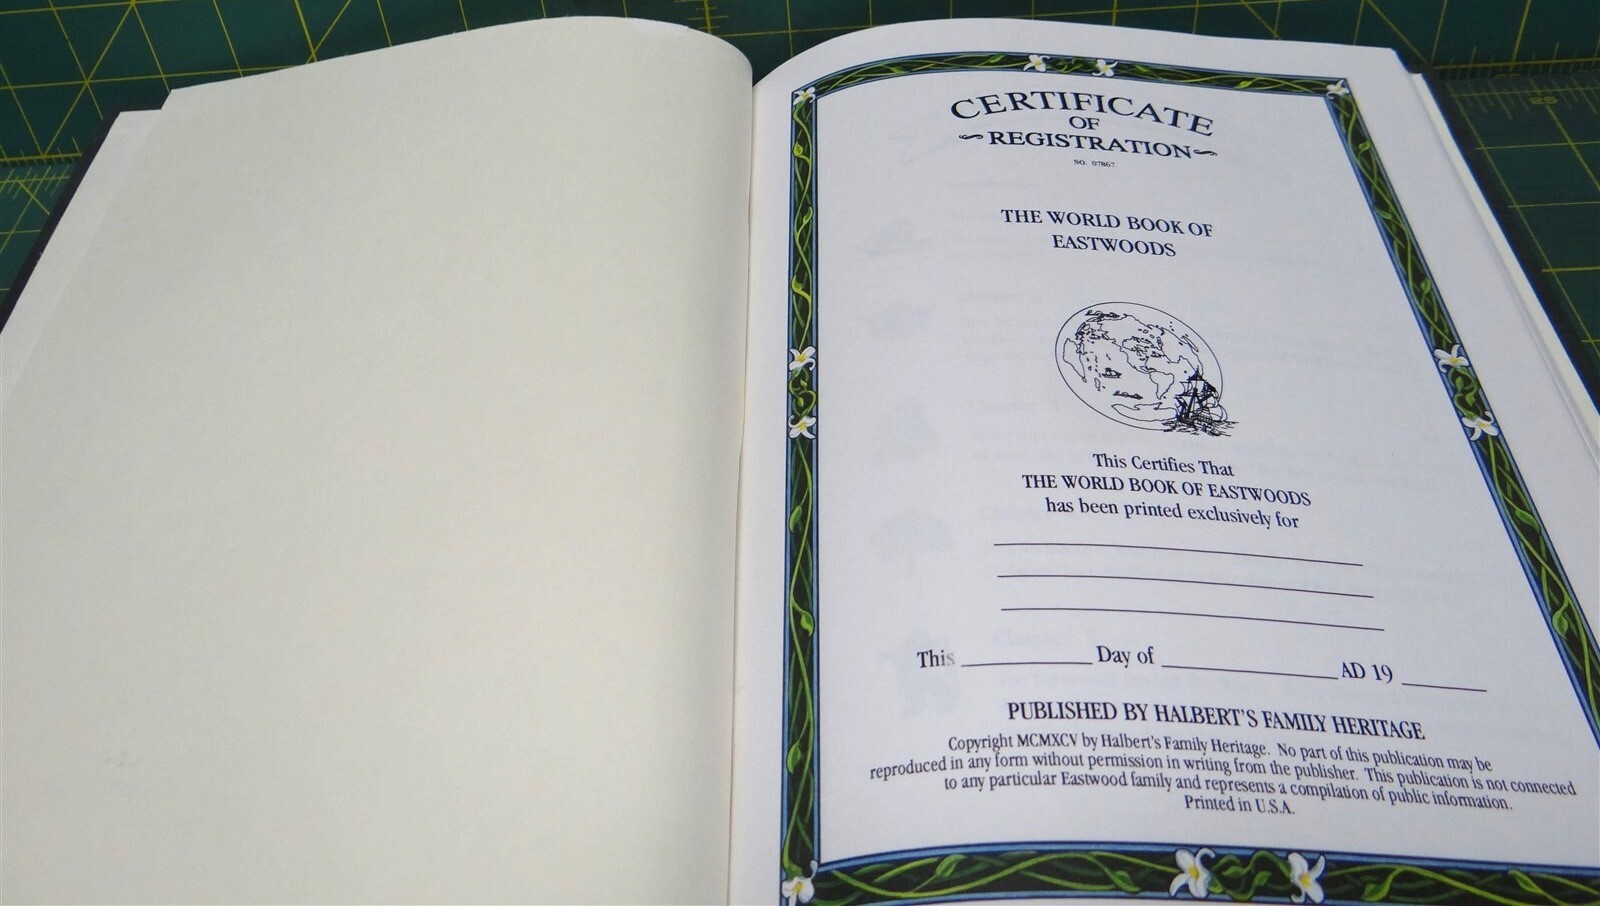 CERTIFICATE
OF
REGISTRATION
NO. 07867
THE WORLD BOOK OF
EASTWOODS
This Certifies That
THE WORLD BOOK OF EASTWOODS
has been printed exclusively for
This Day of AD 19
PUBLISHED BY HALBERT'S FAMILY HERITAGE
Copyright MCMXCV by Halbert's Family Heritage. No part of this publication may be
reproduced in any form without permission in writing from the publisher. This publication is not connected
to any particular Eastwood family and represents a compilation of public information.
Printed in U.S.A.
25